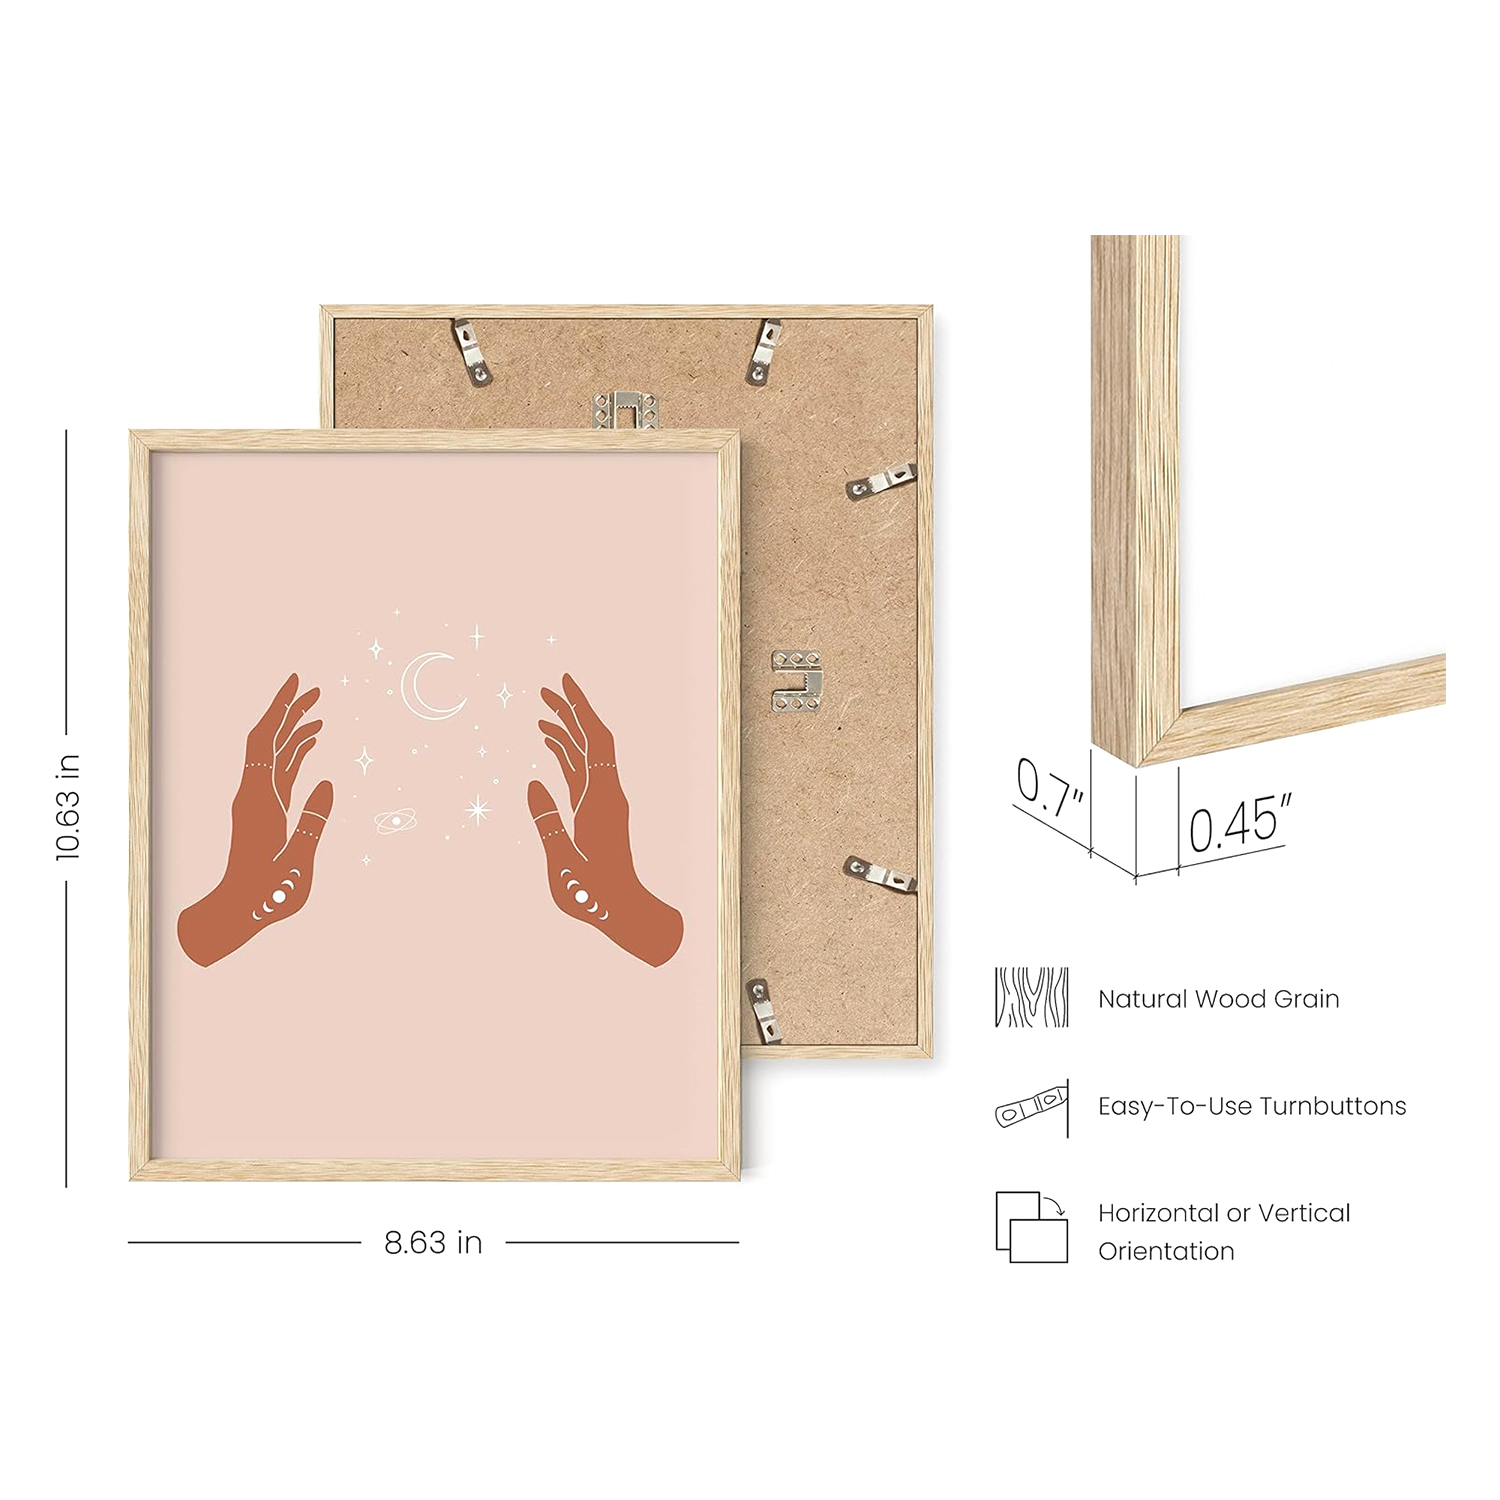 10.63 in
8.63 in
0.7"
0.45"
Natural Wood Grain
Easy-To-Use Turnbuttons
Horizontal or Vertical
Orientation